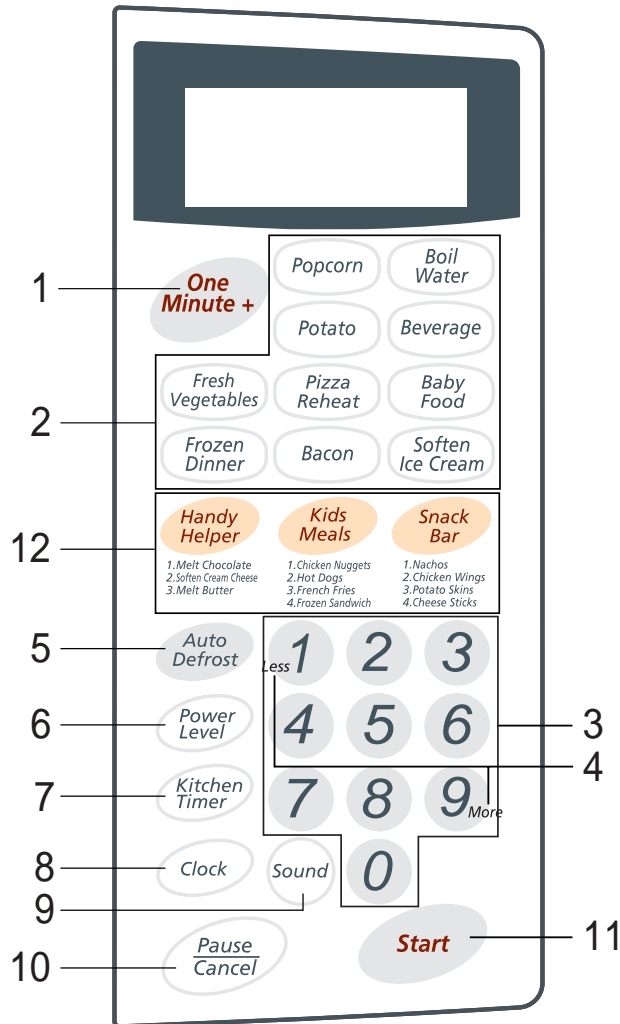 Popcorn
Boil
Water
1
One
Minute +
Potato
Beverage
Fresh
Vegetables
Pizza
Reheat
Baby
Food
2
Frozen
Dinner
Bacon
Soften
Ice Cream
12
Handy
Helper
Kids
Meals
Snack
Bar
1.Melt Chocolate
2.Soften Cream Cheese
3.Melt Butter
1.Chicken Nuggets
2.Hot Dogs
3.French Fries
4.Frozen Sandwich
1.Nachos
2.Chicken Wings
3.Potato Skins
4.Cheese Sticks
5
Auto
Defrost
Less
1
2
3
6
Power
Level
4
5
6
3
4
7
Kitchen
Timer
7
8
9
More
8
Clock
Sound
0
9
10
Pause
Cancel
Start
11